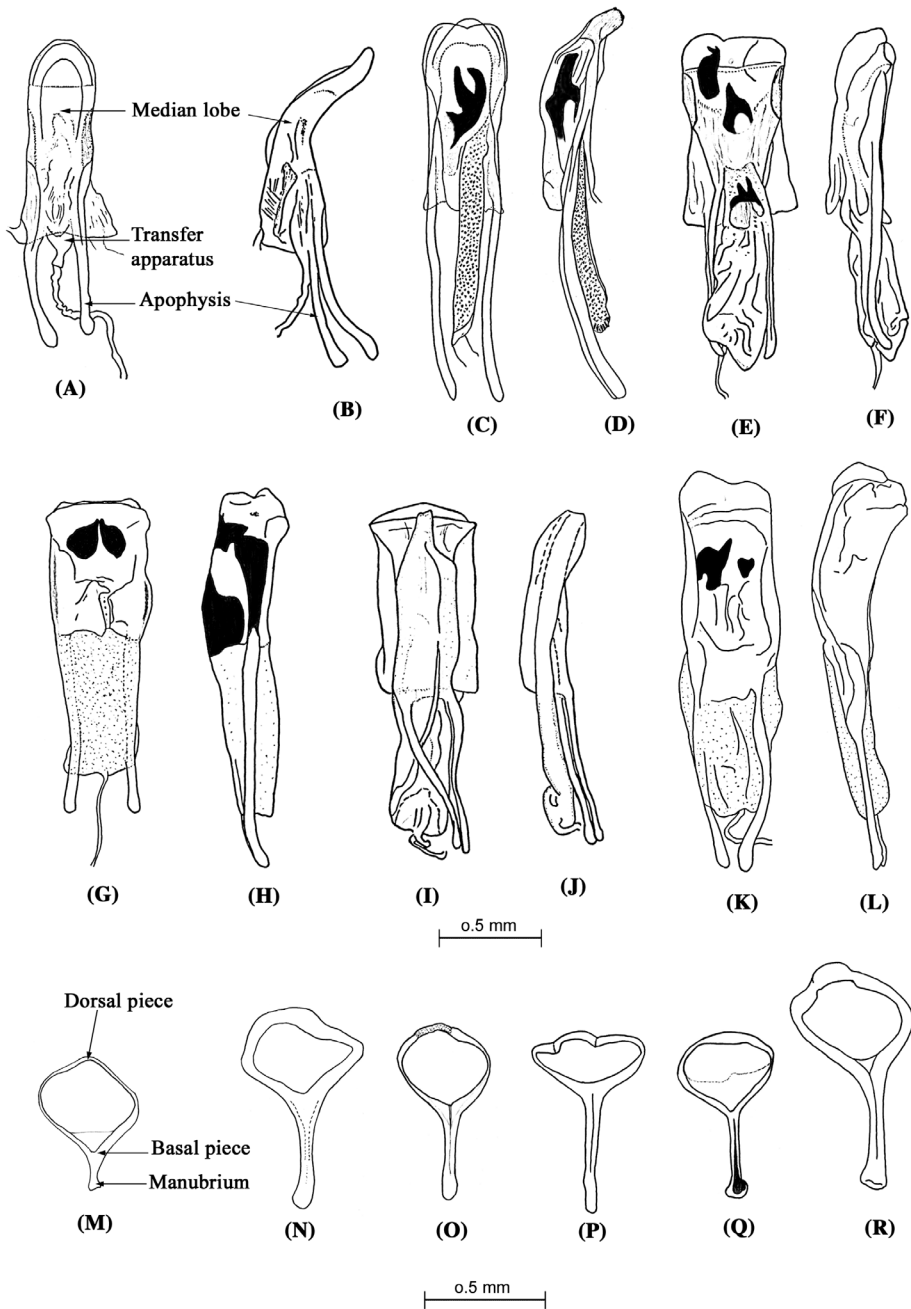 Median lobe
Transfer
apparatus
Apophysis
(A)
(B)
(C)
(D)
(E)
(F)
(G)
(H)
(I)
(J)
(K)
(L)
o.5 mm
Dorsal piece
Basal piece
Manubrium
(M)
(N)
(O)
(P)
(Q)
(R)
o.5 mm